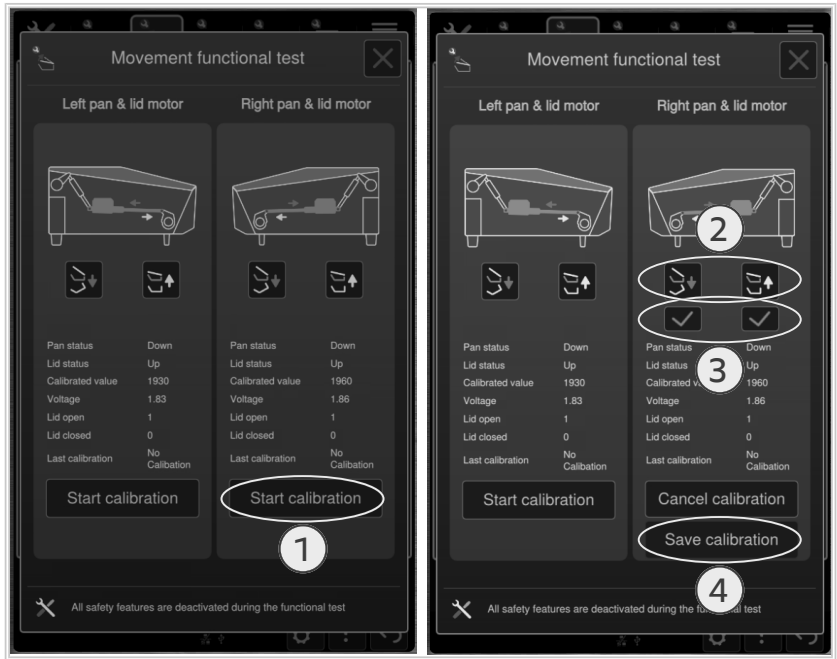 Movement functional test
Left pan & lid motor Right pan & lid motor
Pan status Down Pan status Down
Lid status Up Lid status Up
Calibrated value 1930 Calibrated value 1960
Voltage 1.83 Voltage 1.86
Lid open 1 Lid open 1
Lid closed 0 Lid closed 0
Last calibration No Calibation Last calibration No Calibation
Start calibration Start calibration
1
All safety features are deactivated during the functional test
Movement functional test
Left pan & lid motor Right pan & lid motor
2
3
Pan status Down Pan status Down
Lid status Up Lid status Up
Calibrated value 1930 Calibrated 1960
Voltage 1.83 Voltage 1.86
Lid open 1 Lid open 1
Lid closed 0 Lid closed 0
Last calibration No Calibation Last calibration No Calibation
Start calibration Cancel calibration
Save calibration
4
All safety features are deactivated during the test